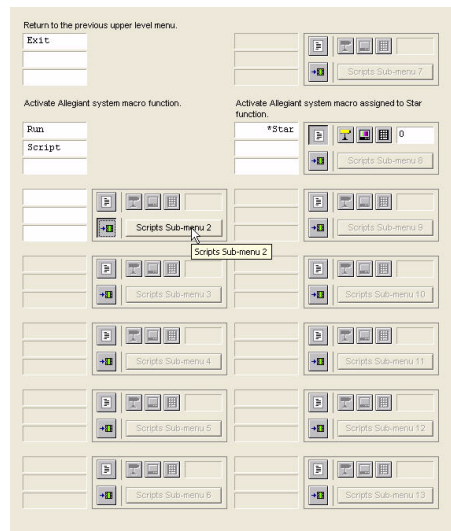 Return to the previous upper level menu.
Exit
Scripts Sub-menu 7
Activate Allegiant system macro function.
Run
Script
Activate Allegiant system macro assigned to Star
function.
*Star
0
Scripts Sub-menu 8
Scripts Sub-menu 2
Scripts Sub-menu 9
Scripts Sub-menu 2
Scripts Sub-menu 3
Scripts Sub-menu 10
Scripts Sub-menu 4
Scripts Sub-menu 11
Scripts Sub-menu 5
Scripts Sub-menu 12
Scripts Sub-menu 6
Scripts Sub-menu 13